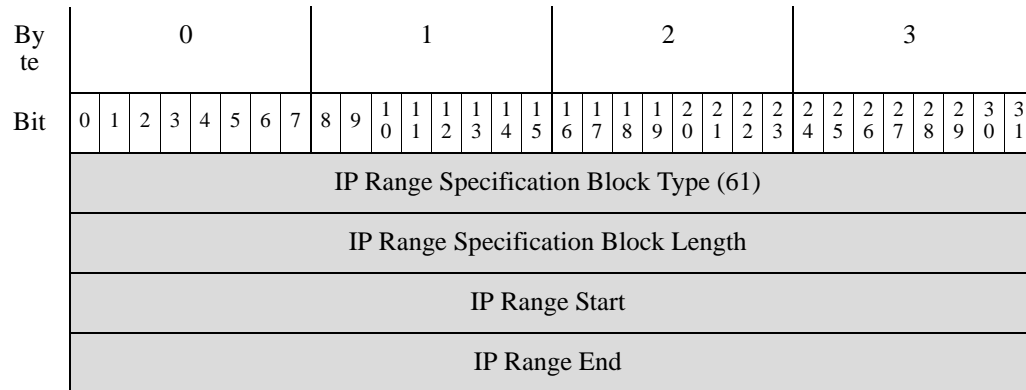 By
te 0 1 2 3
Bit 0 1 2 3 4 5 6 7 8 9 10 11 12 13 14 15 16 17 18 19 20 21 22 23 24 25 26 27 28 29 30 31
IP Range Specification Block Type (61)
IP Range Specification Block Length
IP Range Start
IP Range End